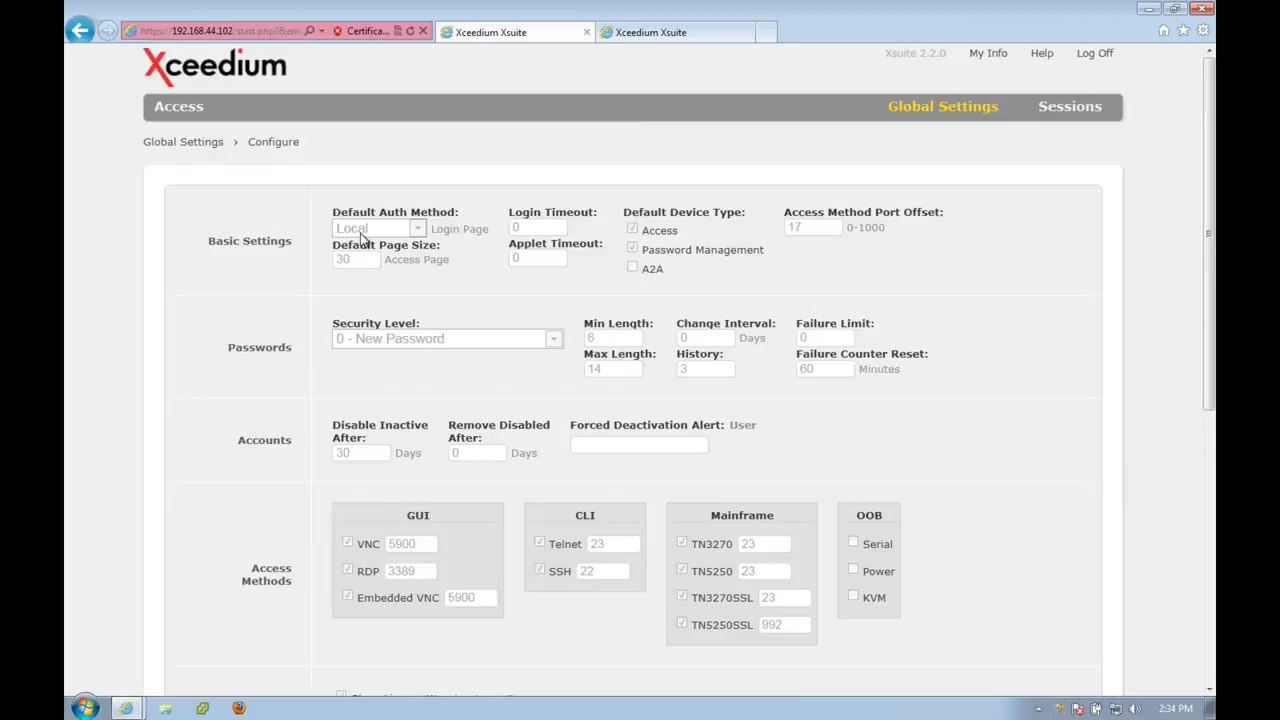 https://192.168.44.102/start.php?&em
Certifica...
Xceedium Xsuite
Xceedium Xsuite
Xceedium
Xsuite 2.2.0
My Info
Help
Log Off
Access
Global Settings
Sessions
Global Settings › Configure
Basic Settings
Default Auth Method:
Local
Login Page
Default Page Size:
30
Access Page
Login Timeout:
0
Applet Timeout:
0
Default Device Type:
Access
Password Management
A2A
Access Method Port Offset:
17
0-1000
Passwords
Security Level:
0 - New Password
Min Length:
6
Max Length:
14
Change Interval:
0
Days
History:
3
Failure Limit:
0
Failure Counter Reset:
60
Minutes
Accounts
Disable Inactive
After:
30
Days
Remove Disabled
After:
0
Days
Forced Deactivation Alert: User
Access
Methods
GUI
VNC 5900
RDP 3389
Embedded VNC 5900
CLI
Telnet 23
SSH 22
Mainframe
TN3270 23
TN5250 23
TN3270SSL 23
TN5250SSL 992
OOB
Serial
Power
KVM
2:34 PM